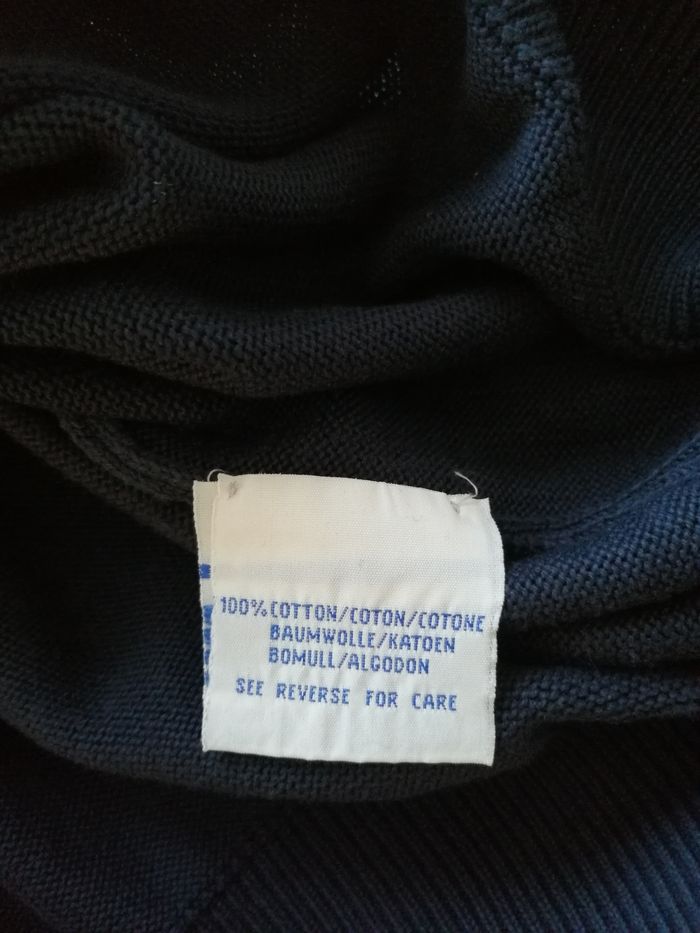 100% COTTON/COTON/COTONE
BAUMWOLLE/KATOEN
BOMULL/ALGODON
SEE REVERSE FOR CARE